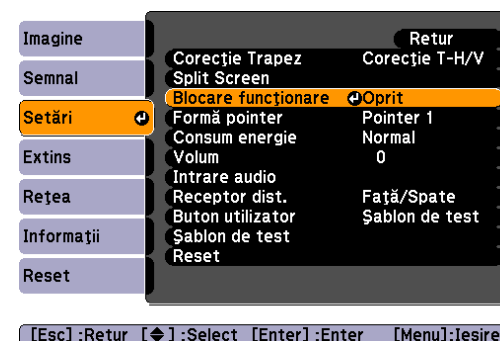 Imagine
Semnal
Setări
Extins
Reţea
Informaţii
Reset
Retur
Corecţie Trapez Corecţie T-H/V
Split Screen
Blocare funcţionare Oprit
Formă pointer Pointer 1
Consum energie Normal
Volum 0
Intrare audio
Receptor dist. Faţă/Spate
Buton utilizator Şablon de test
Şablon de test
Reset
[Esc] :Retur [◆] :Select [Enter] :Enter [Menu]:Iesire